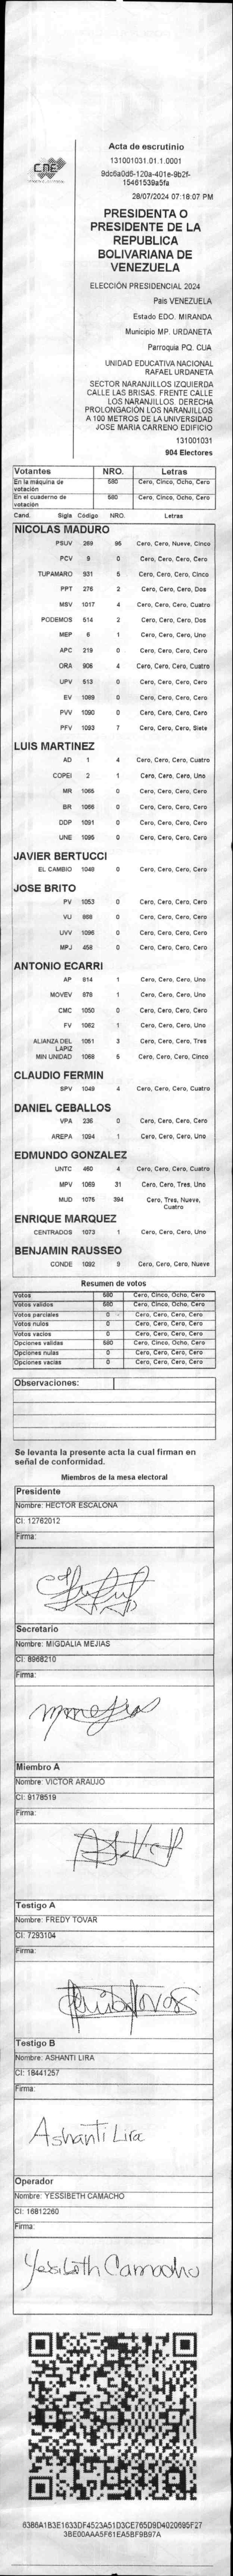 CNE
Acta de escrutinio
131001031.01.1.0001
9dc6a0d6-120a-401e-9b2f-
15461539a5fa
28/07/2024 07:18:07 PM
PRESIDENTA O
PRESIDENTE DE LA
REPUBLICA
BOLIVARIANA DE
VENEZUELA
ELECCIÓN PRESIDENCIAL 2024
País VENEZUELA
Estado EDO. MIRANDA
Municipio MP. URDANETA
Parroquia PQ. CUA
UNIDAD EDUCATIVA NACIONAL
RAFAEL URDANETA
SECTOR NARANJILLOS IZQUIERDA
CALLE LAS BRISAS. FRENTE CALLE
LOS NARANJILLOS. DERECHA
PROLONGACIÓN LOS NARANJILLOS
A 100 METROS DE LA UNIVERSIDAD
JOSE MARIA CARRENO EDIFICIO
131001031
904 Electores
Votantes NRO. Letras
En la máquina de votación 580 Cero, Cinco, Ocho, Cero
En el cuaderno de votación 580 Cero, Cinco, Ocho, Cero
Cand. Sigla Código NRO. Letras
NICOLAS MADURO
PSUV 269 95 Cero, Cero, Nueve, Cinco
PCV 9 0 Cero, Cero, Cero, Cero
TUPAMARO 931 5 Cero, Cero, Cero, Cinco
PPT 276 2 Cero, Cero, Cero, Dos
MSV 1017 4 Cero, Cero, Cero, Cuatro
PODEMOS 514 2 Cero, Cero, Cero, Dos
MEP 6 1 Cero, Cero, Cero, Uno
APC 219 0 Cero, Cero, Cero, Cero
ORA 906 4 Cero, Cero, Cero, Cuatro
UPV 513 0 Cero, Cero, Cero, Cero
EV 1089 0 Cero, Cero, Cero, Cero
PVV 1090 0 Cero, Cero, Cero, Cero
PFV 1093 7 Cero, Cero, Cero, Siete
LUIS MARTINEZ
AD 1 4 Cero, Cero, Cero, Cuatro
COPEI 2 1 Cero, Cero, Cero, Uno
MR 1065 0 Cero, Cero, Cero, Cero
BR 1066 0 Cero, Cero, Cero, Cero
DDP 1091 0 Cero, Cero, Cero, Cero
UNE 1095 0 Cero, Cero, Cero, Cero
JAVIER BERTUCCI
EL CAMBIO 1048 0 Cero, Cero, Cero, Cero
JOSE BRITO
PV 1053 0 Cero, Cero, Cero, Cero
VU 868 0 Cero, Cero, Cero, Cero
UVV 1096 0 Cero, Cero, Cero, Cero
MPJ 458 0 Cero, Cero, Cero, Cero
ANTONIO ECARRI
AP 814 1 Cero, Cero, Cero, Uno
MOVEV 878 1 Cero, Cero, Cero, Uno
CMC 1050 0 Cero, Cero, Cero, Cero
FV 1062 1 Cero, Cero, Cero, Uno
ALIANZA DEL LAPIZ 1061 3 Cero, Cero, Cero, Tres
MIN UNIDAD 1068 5 Cero, Cero, Cero, Cinco
CLAUDIO FERMIN
SPV 1049 4 Cero, Cero, Cero, Cuatro
DANIEL CEBALLOS
VPA 236 0 Cero, Cero, Cero, Cero
AREPA 1094 1 Cero, Cero, Cero, Uno
EDMUNDO GONZALEZ
UNTC 460 4 Cero, Cero, Cero, Cuatro
MPV 1069 31 Cero, Cero, Tres, Uno
MUD 1076 394 Cero, Tres, Nueve, Cuatro
ENRIQUE MARQUEZ
CENTRADOS 1073 1 Cero, Cero, Cero, Uno
BENJAMIN RAUSSEO
CONDE 1092 9 Cero, Cero, Cero, Nueve
Resumen de votos
Votos 580 Cero, Cinco, Ocho, Cero
Votos validos 580 Cero, Cinco, Ocho, Cero
Votos parciales 0 Cero, Cero, Cero, Cero
Votos nulos 0 Cero, Cero, Cero, Cero
Votos vacios 0 Cero, Cero, Cero, Cero
Opciones validas 580 Cero, Cinco, Ocho, Cero
Opciones nulas 0 Cero, Cero, Cero, Cero
Opciones vacias 0 Cero, Cero, Cero, Cero
Observaciones:
Se levanta la presente acta la cual firman en
señal de conformidad.
Miembros de la mesa electoral
Presidente
Nombre: HECTOR ESCALONA
CI: 12762012
Firma:
Secretario
Nombre: MIGDALIA MEJIAS
CI: 8968210
Firma:
Miembro A
Nombre: VICTOR ARAUJO
CI: 9178519
Firma:
Testigo A
Nombre: FREDY TOVAR
CI: 7293104
Firma:
Testigo B
Nombre: ASHANTI LIRA
CI: 18441257
Firma:
Ashanti Lira
Operador
Nombre: YESSIBETH CAMACHO
CI: 16812260
Firma:
Yessibeth Camacho
6386A1B3E1633DF4523A51D3CE765D9D4020695F27
3BE00AAA5F61EA5BF9B97A